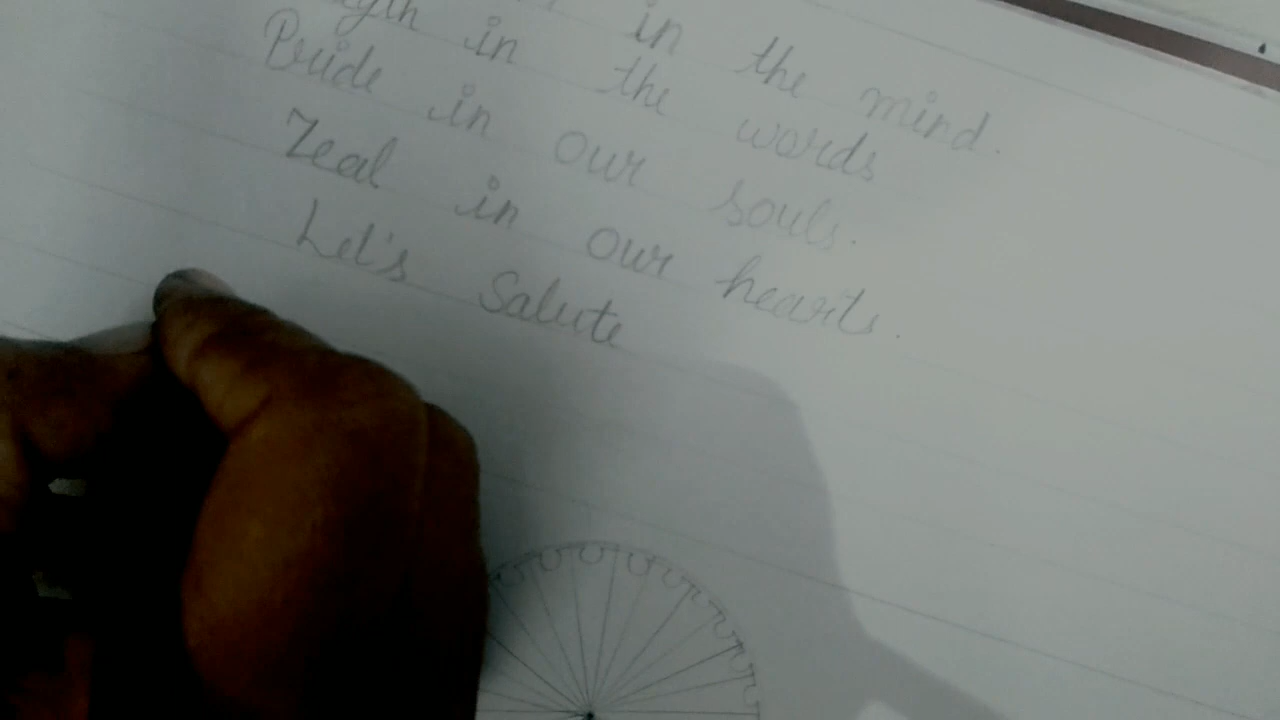 in the mind.
in the words
Pride in our souls.
Zeal in our hearts.
Let's Salute